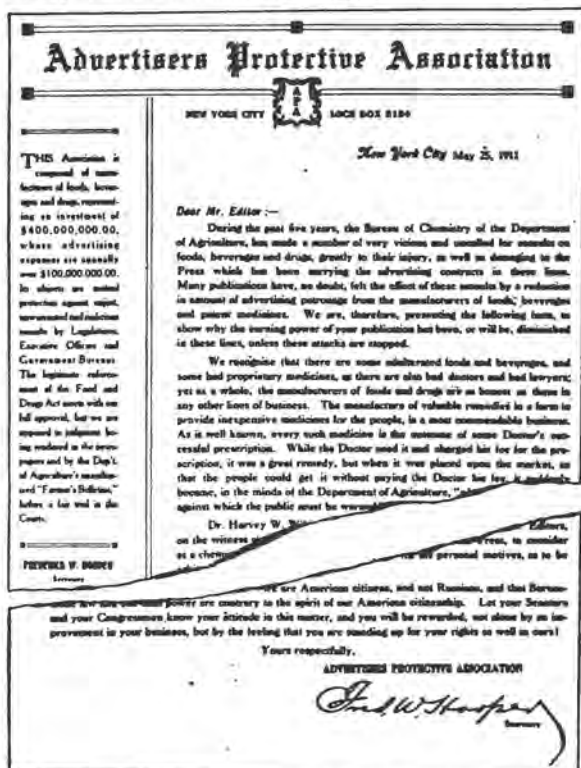 Advertisers Protective Association
APA
NEW YORK CITY LOCK BOX
New York City May 25, 1911
THIS Association is
composed of manu-
facturers of foods, bever-
ages and drugs, represent-
ing an investment of
$400,000,000.00,
whose advertising
expenses are annually
over $100,000,000.00.
Its objects are mutual
protection against unjust,
unwarranted and malicious
assaults by Legislatures,
Executive Officers and
Government Bureaus.
The legitimate enforce-
ment of the Food and
Drugs Act meets with our
full approval, but we are
opposed to judgment be-
ing rendered in the news-
papers and by the Dep't.
of Agriculture's
"Farmer's Bulletins,"
before a fair trial in the
Courts.
FREDERICK W. HOOPER
Secretary
Dear Mr. Editor :—
During the past five years, the Bureau of Chemistry of the Department
of Agriculture, has made a number of very vicious and uncalled for assaults on
foods, beverages and drugs, greatly to their injury, as well as damaging to the
Press which has been carrying the advertising contracts in these lines.
Many publications have, no doubt, felt the effect of these assaults by a reduction
in amount of advertising patronage from the manufacturers of foods, beverages
and patent medicines. We are, therefore, presenting the following facts, to
show why the earning power of your publication has been, or will be, diminished
in these lines, unless these attacks are stopped.
We recognize that there are some adulterated foods and beverages, and
some bad proprietary medicines, as there are also bad doctors and bad lawyers;
yet as a whole, the manufacturers of foods and drugs are as honest as those in
any other lines of business. The manufacture of valuable remedies in a form to
provide inexpensive medicines for the people, is a most commendable business.
As is well known, every such medicine is the outcome of some Doctor's suc-
cessful prescription. While the Doctor used it and charged his fee for the pre-
scription, it was a great remedy, but when it was placed upon the market, so
that the people could get it without paying the Doctor his fee, it suddenly
became, in the minds of the Department of Agriculture,
against which the public must be
Dr. Harvey W. Editors,
on the witness to consider
as a personal motives, as to be
are American citizens, and not Russians, and that
power are contrary to the spirit of our American citizenship. Let your Senators
and your Congressmen know your attitude in this matter, and you will be rewarded, not alone by an im-
provement in your business, but by the feeling that you are standing up for your rights as well as ours!
Yours respectfully,
ADVERTISERS PROTECTIVE ASSOCIATION
Fred. W. Hooper
Secretary